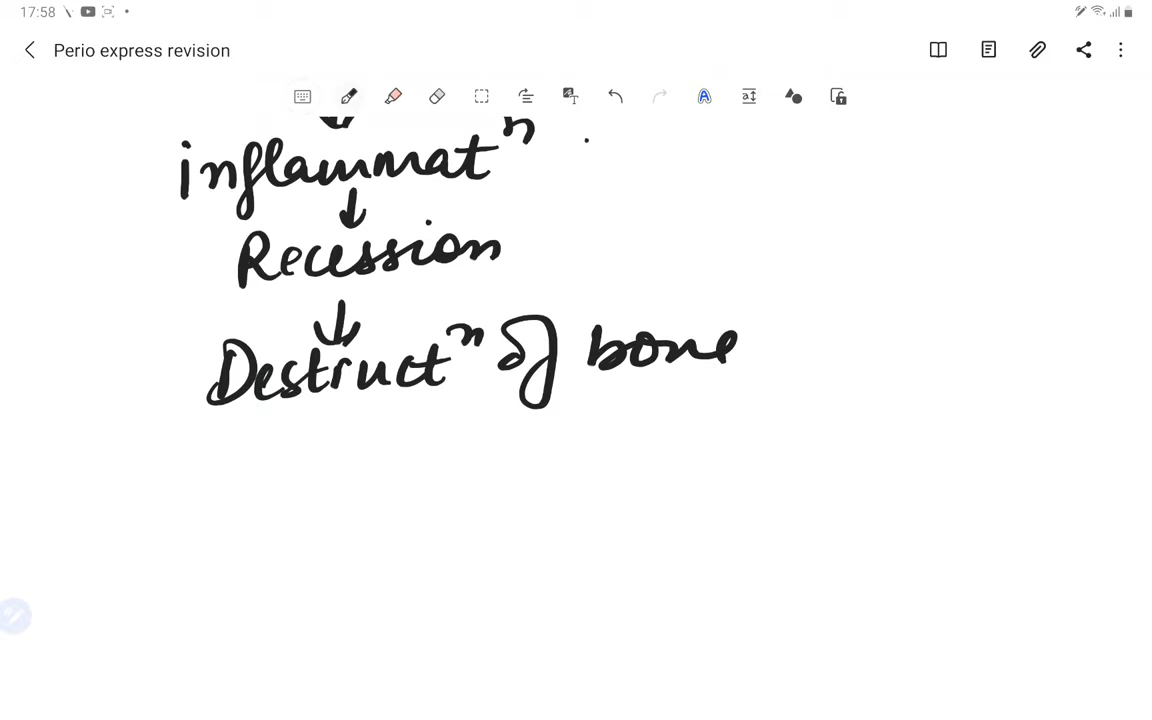 17:58
Perio express revision
inflammatⁿ
↓
Recession
↓
Destructⁿ of bone